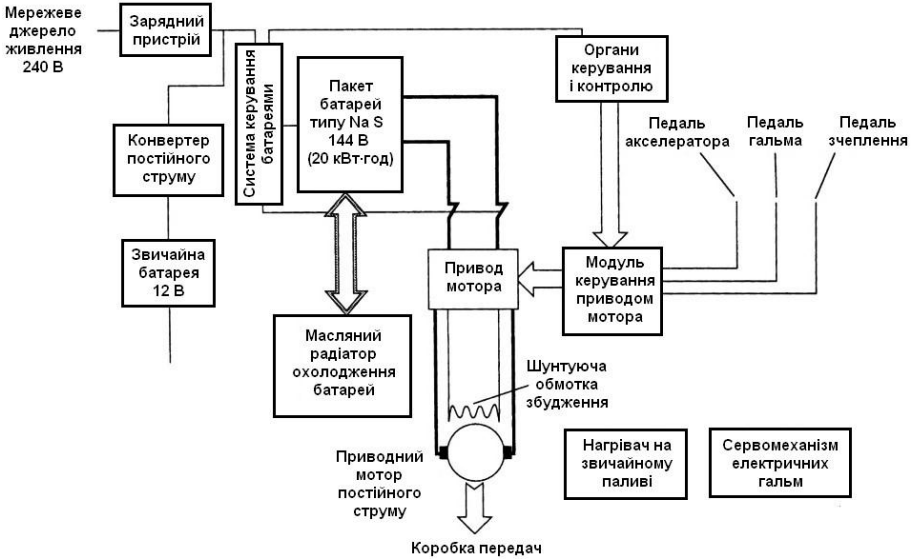 Мережеве
джерело
живлення
240 В
Зарядний
пристрій
Система керування
батареями
Пакет
батарей
типу Na S
144 В
(20 кВт·год)
Органи
керування
і контролю
Конвертер
постійного
струму
Педаль
акселератора
Педаль
гальма
Педаль
зчеплення
Звичайна
батарея
12 В
Привод
мотора
Модуль
керування
приводом
мотора
Масляний
радіатор
охолодження
батарей
Шунтуюча
обмотка
збудження
Приводний
мотор
постійного
струму
Нагрівач на
звичайному
паливі
Сервомеханізм
електричних
гальм
Коробка передач